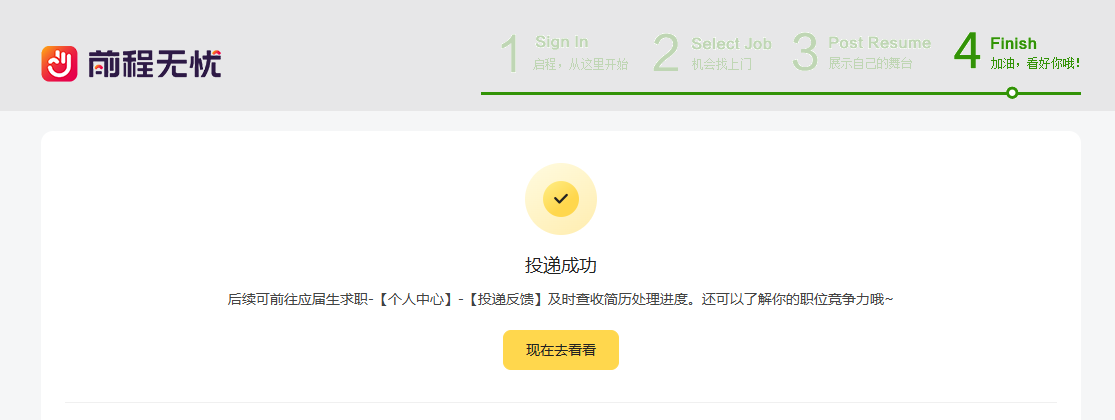 前程无忧
1 Sign In
启程，从这里开始
2 Select Job
机会找上门
3 Post Resume
展示自己的舞台
4 Finish
加油，看好你哦！
投递成功
后续可前往应届生求职-【个人中心】-【投递反馈】及时查收简历处理进度。还可以了解你的职位竞争力哦~
现在去看看